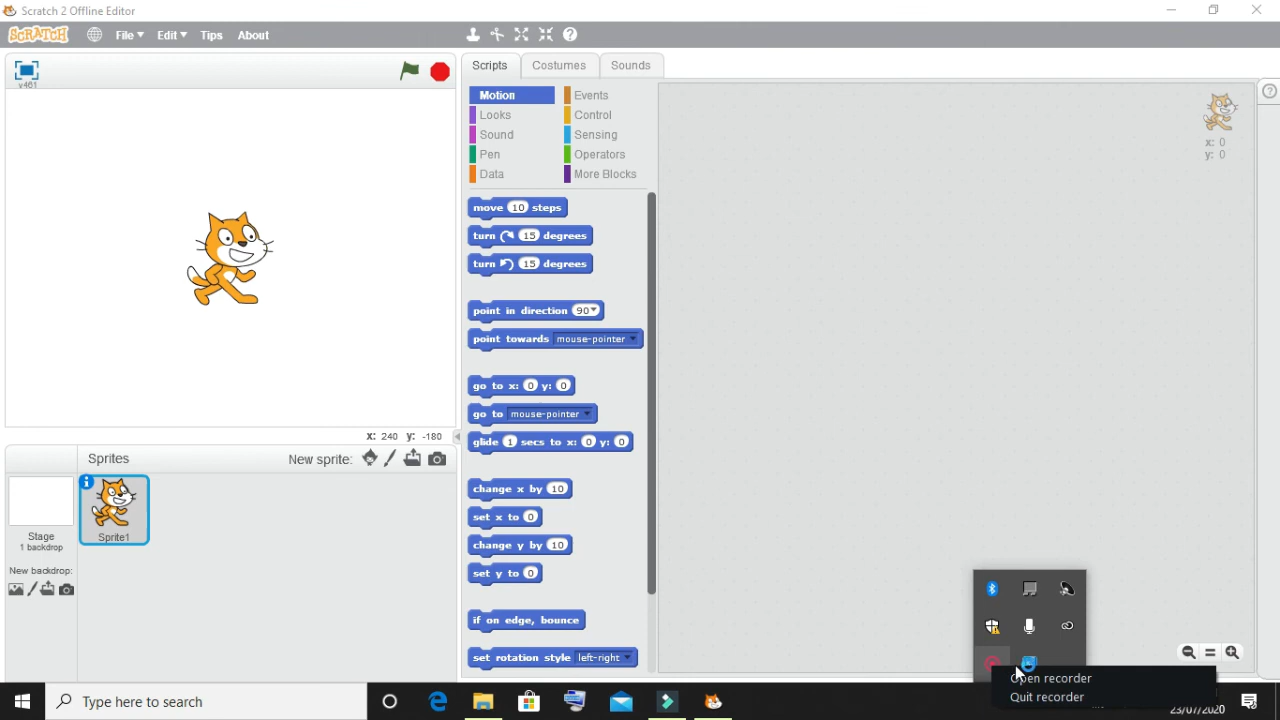 Scratch 2 Offline Editor
SCRATCH File Edit Tips About
v461
Scripts Costumes Sounds
Motion Events
Looks Control
Sound Sensing
Pen Operators
Data More Blocks
x: 0
y: 0
move 10 steps
turn 15 degrees
turn 15 degrees
point in direction 90
point towards mouse-pointer
go to x: 0 y: 0
go to mouse-pointer
glide 1 secs to x: 0 y: 0
change x by 10
set x to 0
change y by 10
set y to 0
if on edge, bounce
set rotation style left-right
x: 240 y: -180
Sprites New sprite:
Stage
1 backdrop
Sprite1
New backdrop:
Open recorder
Quit recorder
Type here to search
23/07/2020